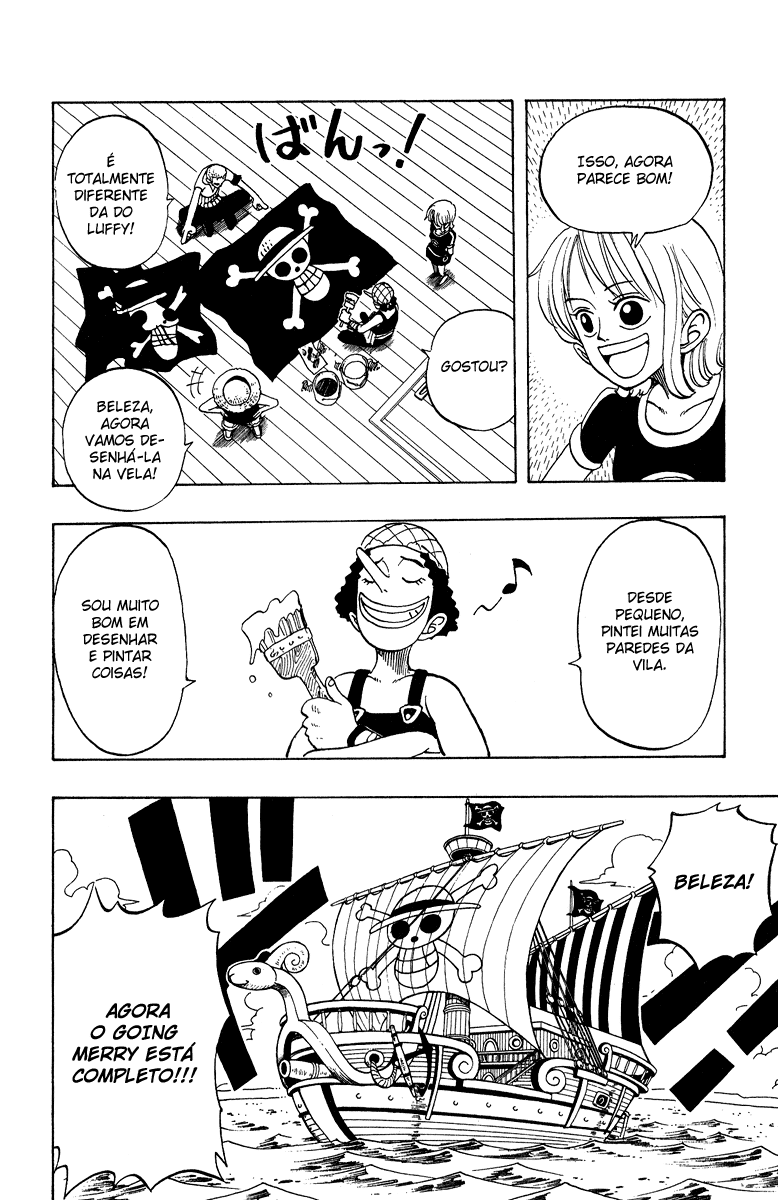 ISSO, AGORA
PARECE BOM!
ばんっ!
É
TOTALMENTE
DIFERENTE
DA DO
LUFFY!
GOSTOU?
BELEZA,
AGORA
VAMOS DE-
SENHÁ-LA
NA VELA!
DESDE
PEQUENO,
PINTEI MUITAS
PAREDES DA
VILA.
SOU MUITO
BOM EM
DESENHAR
E PINTAR
COISAS!
BELEZA!
AGORA
O GOING
MERRY ESTÁ
COMPLETO!!!